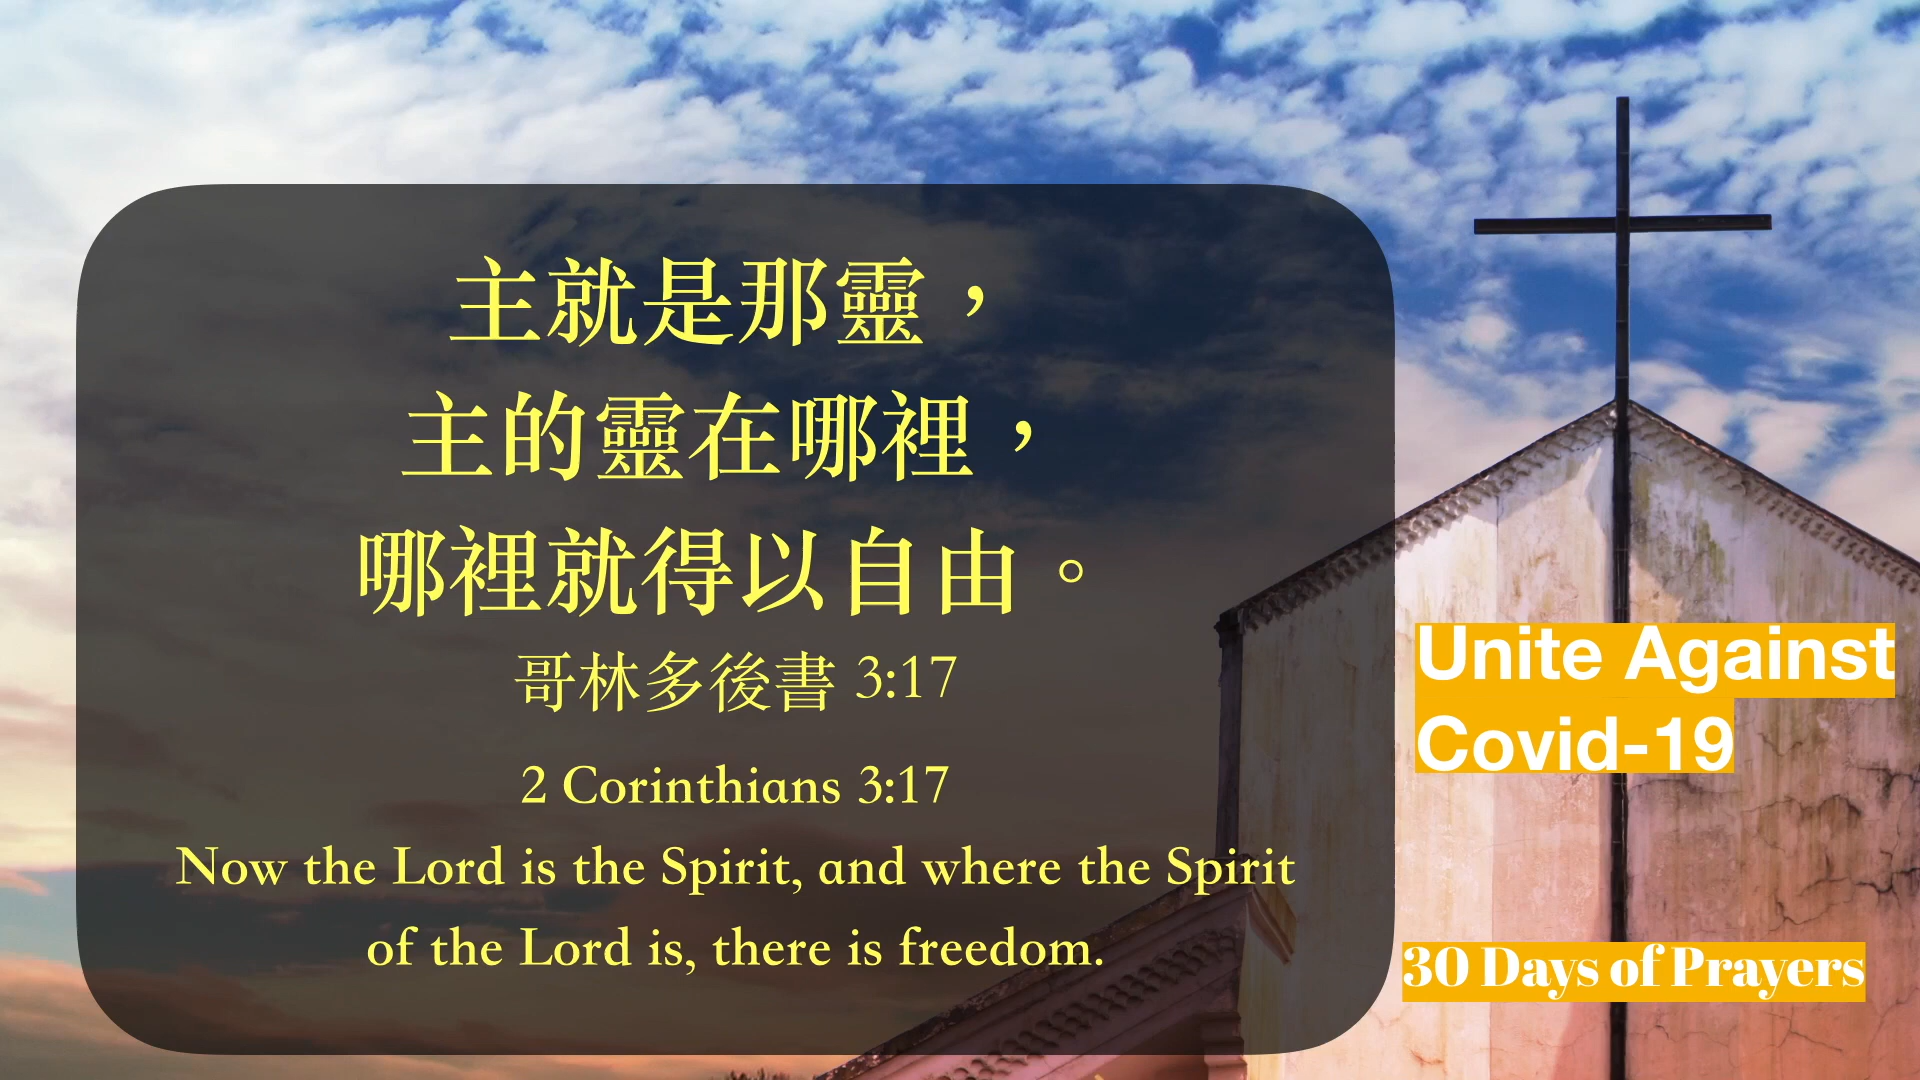 主就是那靈，
主的靈在哪裡，
哪裡就得以自由。
哥林多後書 3:17
2 Corinthians 3:17
Now the Lord is the Spirit, and where the Spirit
of the Lord is, there is freedom.
Unite Against
Covid-19
30 Days of Prayers